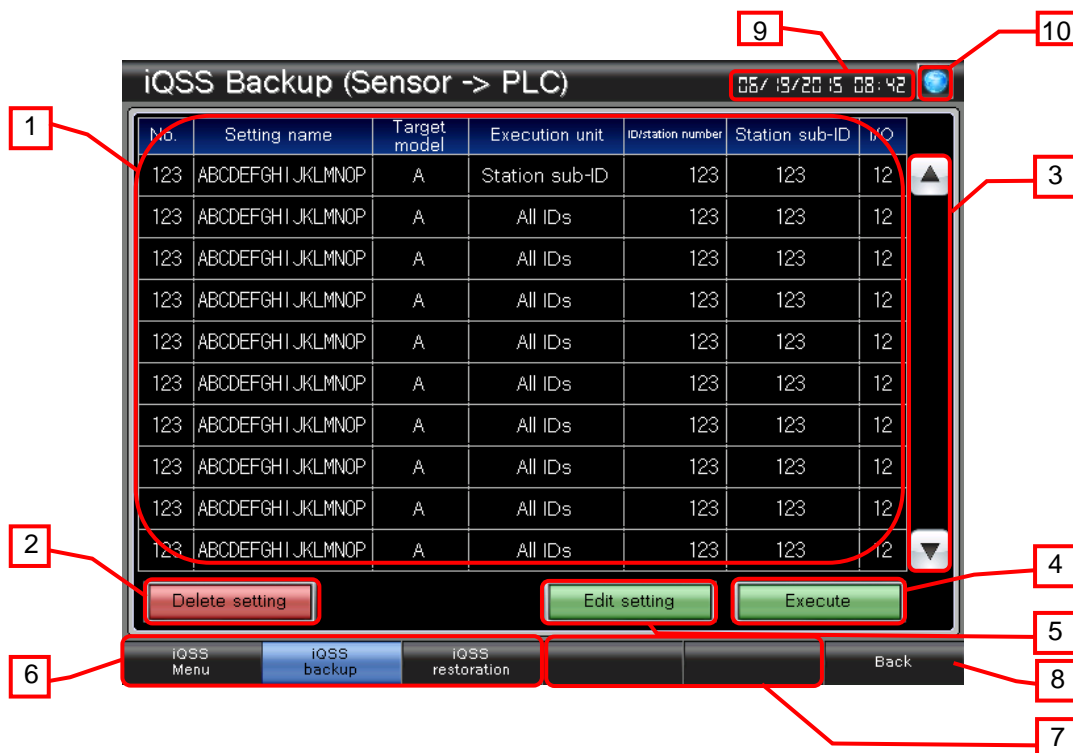 9
10
iQSS Backup (Sensor -> PLC)
06/19/2015 08:42
1
No. Setting name Target model Execution unit ID/station number Station sub-ID I/O
123 ABCDEFGHIJKLMNOP A Station sub-ID 123 123 12
3
123 ABCDEFGHIJKLMNOP A All IDs 123 123 12
123 ABCDEFGHIJKLMNOP A All IDs 123 123 12
123 ABCDEFGHIJKLMNOP A All IDs 123 123 12
123 ABCDEFGHIJKLMNOP A All IDs 123 123 12
123 ABCDEFGHIJKLMNOP A All IDs 123 123 12
123 ABCDEFGHIJKLMNOP A All IDs 123 123 12
123 ABCDEFGHIJKLMNOP A All IDs 123 123 12
123 ABCDEFGHIJKLMNOP A All IDs 123 123 12
123 ABCDEFGHIJKLMNOP A All IDs 123 123 12
2
4
Delete setting Edit setting Execute
5
6
iQSS Menu iQSS backup iQSS restoration Back
8
7